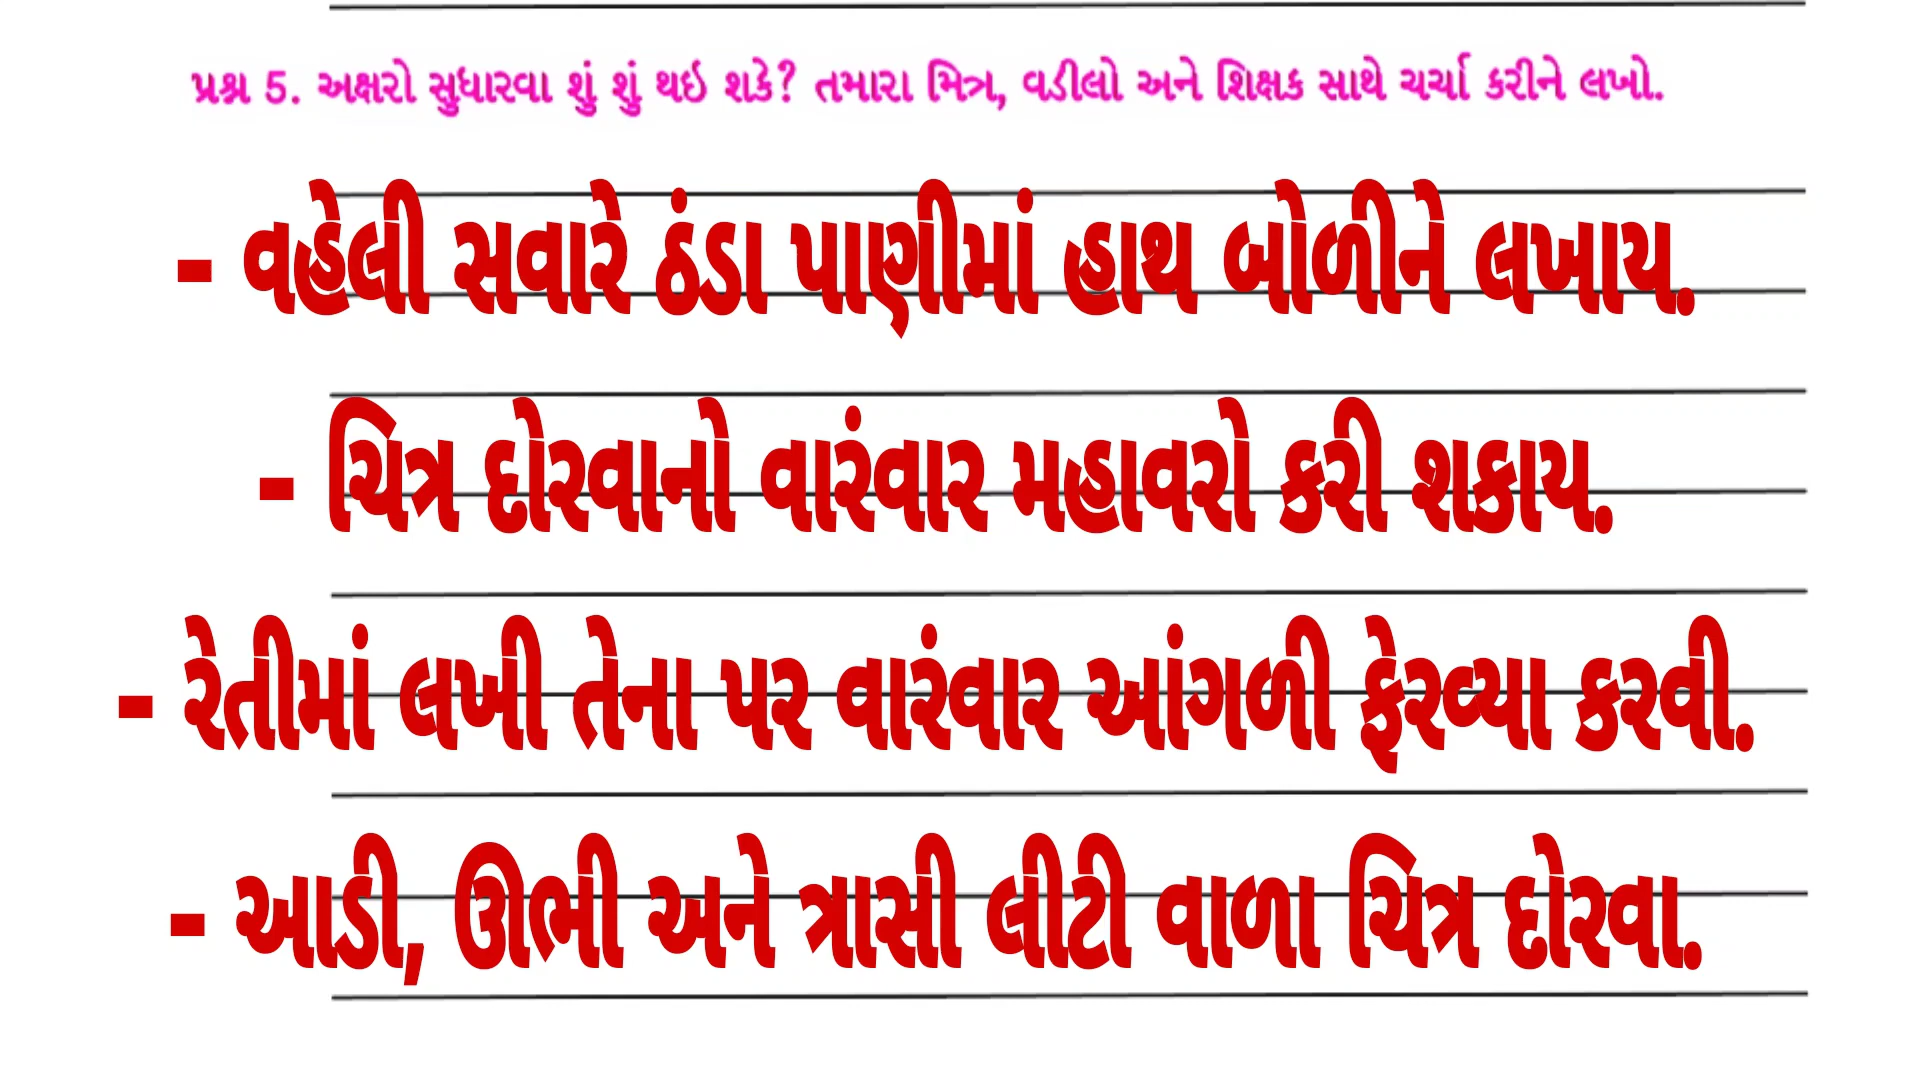 પ્રશ્ન 5. અક્ષરો સુધારવા શું શું થઇ શકે? તમારા મિત્ર, વડીલો અને શિક્ષક સાથે ચર્ચા કરીને લખો.
- વહેલી સવારે ઠંડા પાણીમાં હાથ બોળીને લખાય.
- ચિત્ર દોરવાનો વારંવાર મહાવરો કરી શકાય.
- રેતીમાં લખી તેના પર વારંવાર આંગળી ફેરવ્યા કરવી.
- આડી, ઊભી અને ત્રાસી લીટી વાળા ચિત્ર દોરવા.